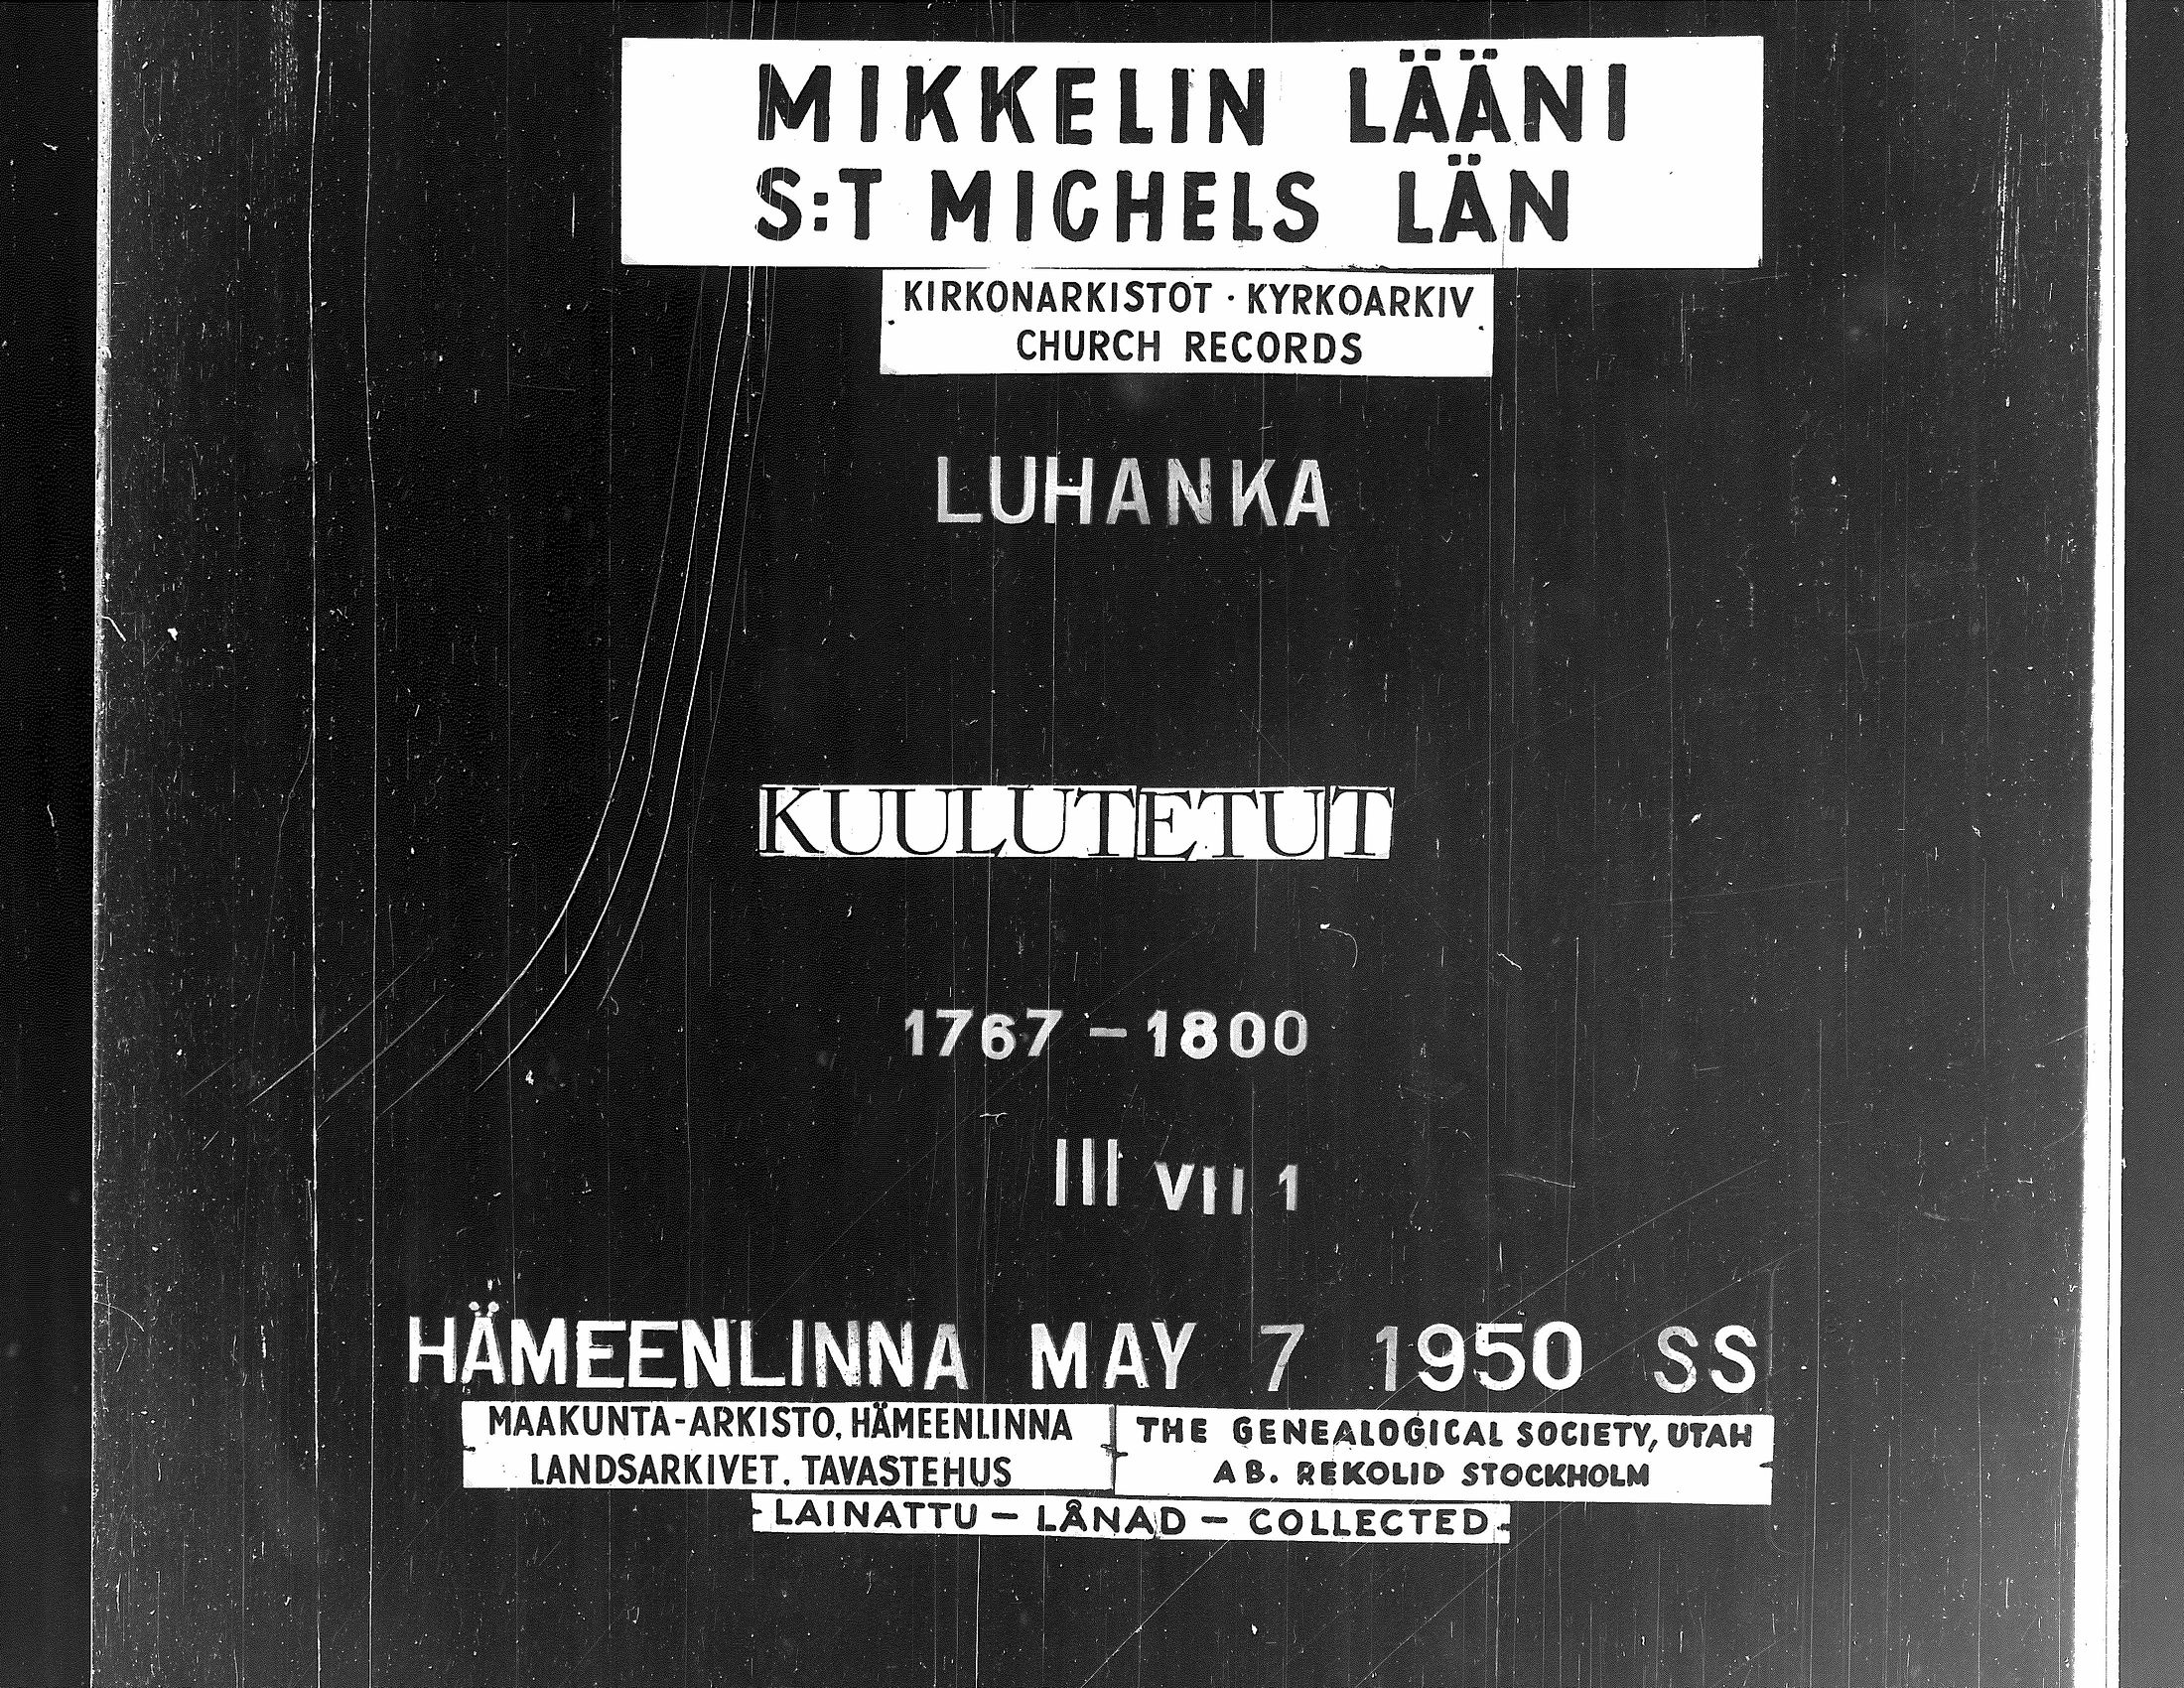 MIKKELIN LÄÄNI
S:T MICHELS LÄN
KIRKONARKISTOT · KYRKOARKIV
CHURCH RECORDS
LUHANKA
KUULUTETUT
1767 – 1800
III VII 1
HÄMEENLINNA MAY 7 1950 SS
MAAKUNTA-ARKISTO, HÄMEENLINNA
LANDSARKIVET. TAVASTEHUS
THE GENEALOGICAL SOCIETY, UTAH
AB. REKOLID STOCKHOLM
LAINATTU – LÅNAD – COLLECTED